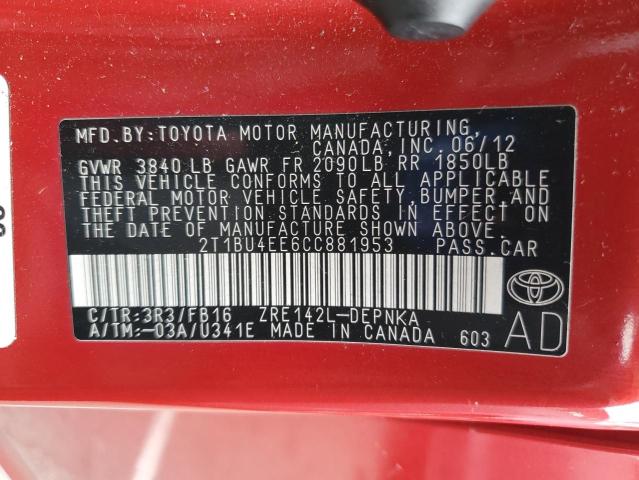 MFD.BY:TOYOTA MOTOR MANUFACTURING,
CANADA, INC. 06/12
GVWR 3840 LB GAWR FR 2090LB RR 1850LB
THIS VEHICLE CONFORMS TO ALL APPLICABLE
FEDERAL MOTOR VEHICLE SAFETY,BUMPER,AND
THEFT PREVENTION STANDARDS IN EFFECT ON
THE DATE OF MANUFACTURE SHOWN ABOVE.
2T1BU4EE6CC881953 PASS.CAR
C/TR:3R3/FB16 ZRE142L-DEPNKA
A/TM:-03A/U341E MADE IN CANADA 603
AD